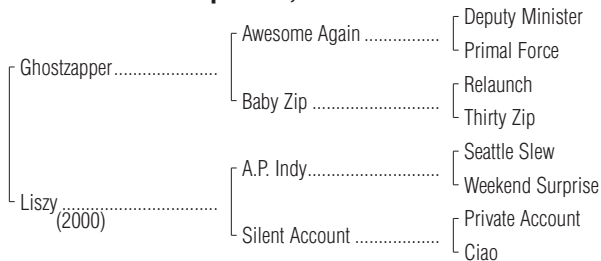 Deputy Minister
Awesome Again ................
Primal Force
Ghostzapper......................
Relaunch
Baby Zip ...........................
Thirty Zip
Seattle Slew
A.P. Indy............................
Weekend Surprise
Liszy .................................
(2000)
Private Account
Silent Account ..................
Ciao